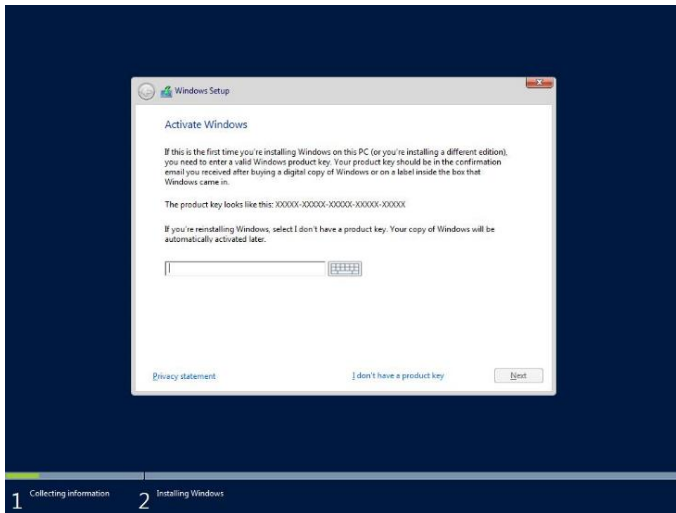 Windows Setup
Activate Windows
If this is the first time you're installing Windows on this PC (or you're installing a different edition),
you need to enter a valid Windows product key. Your product key should be in the confirmation
email you received after buying a digital copy of Windows or on a label inside the box that
Windows came in.
The product key looks like this: XXXXX-XXXXX-XXXXX-XXXXX-XXXXX
If you're reinstalling Windows, select I don't have a product key. Your copy of Windows will be
automatically activated later.
Privacy statement
I don't have a product key
Next
1 Collecting information
2 Installing Windows